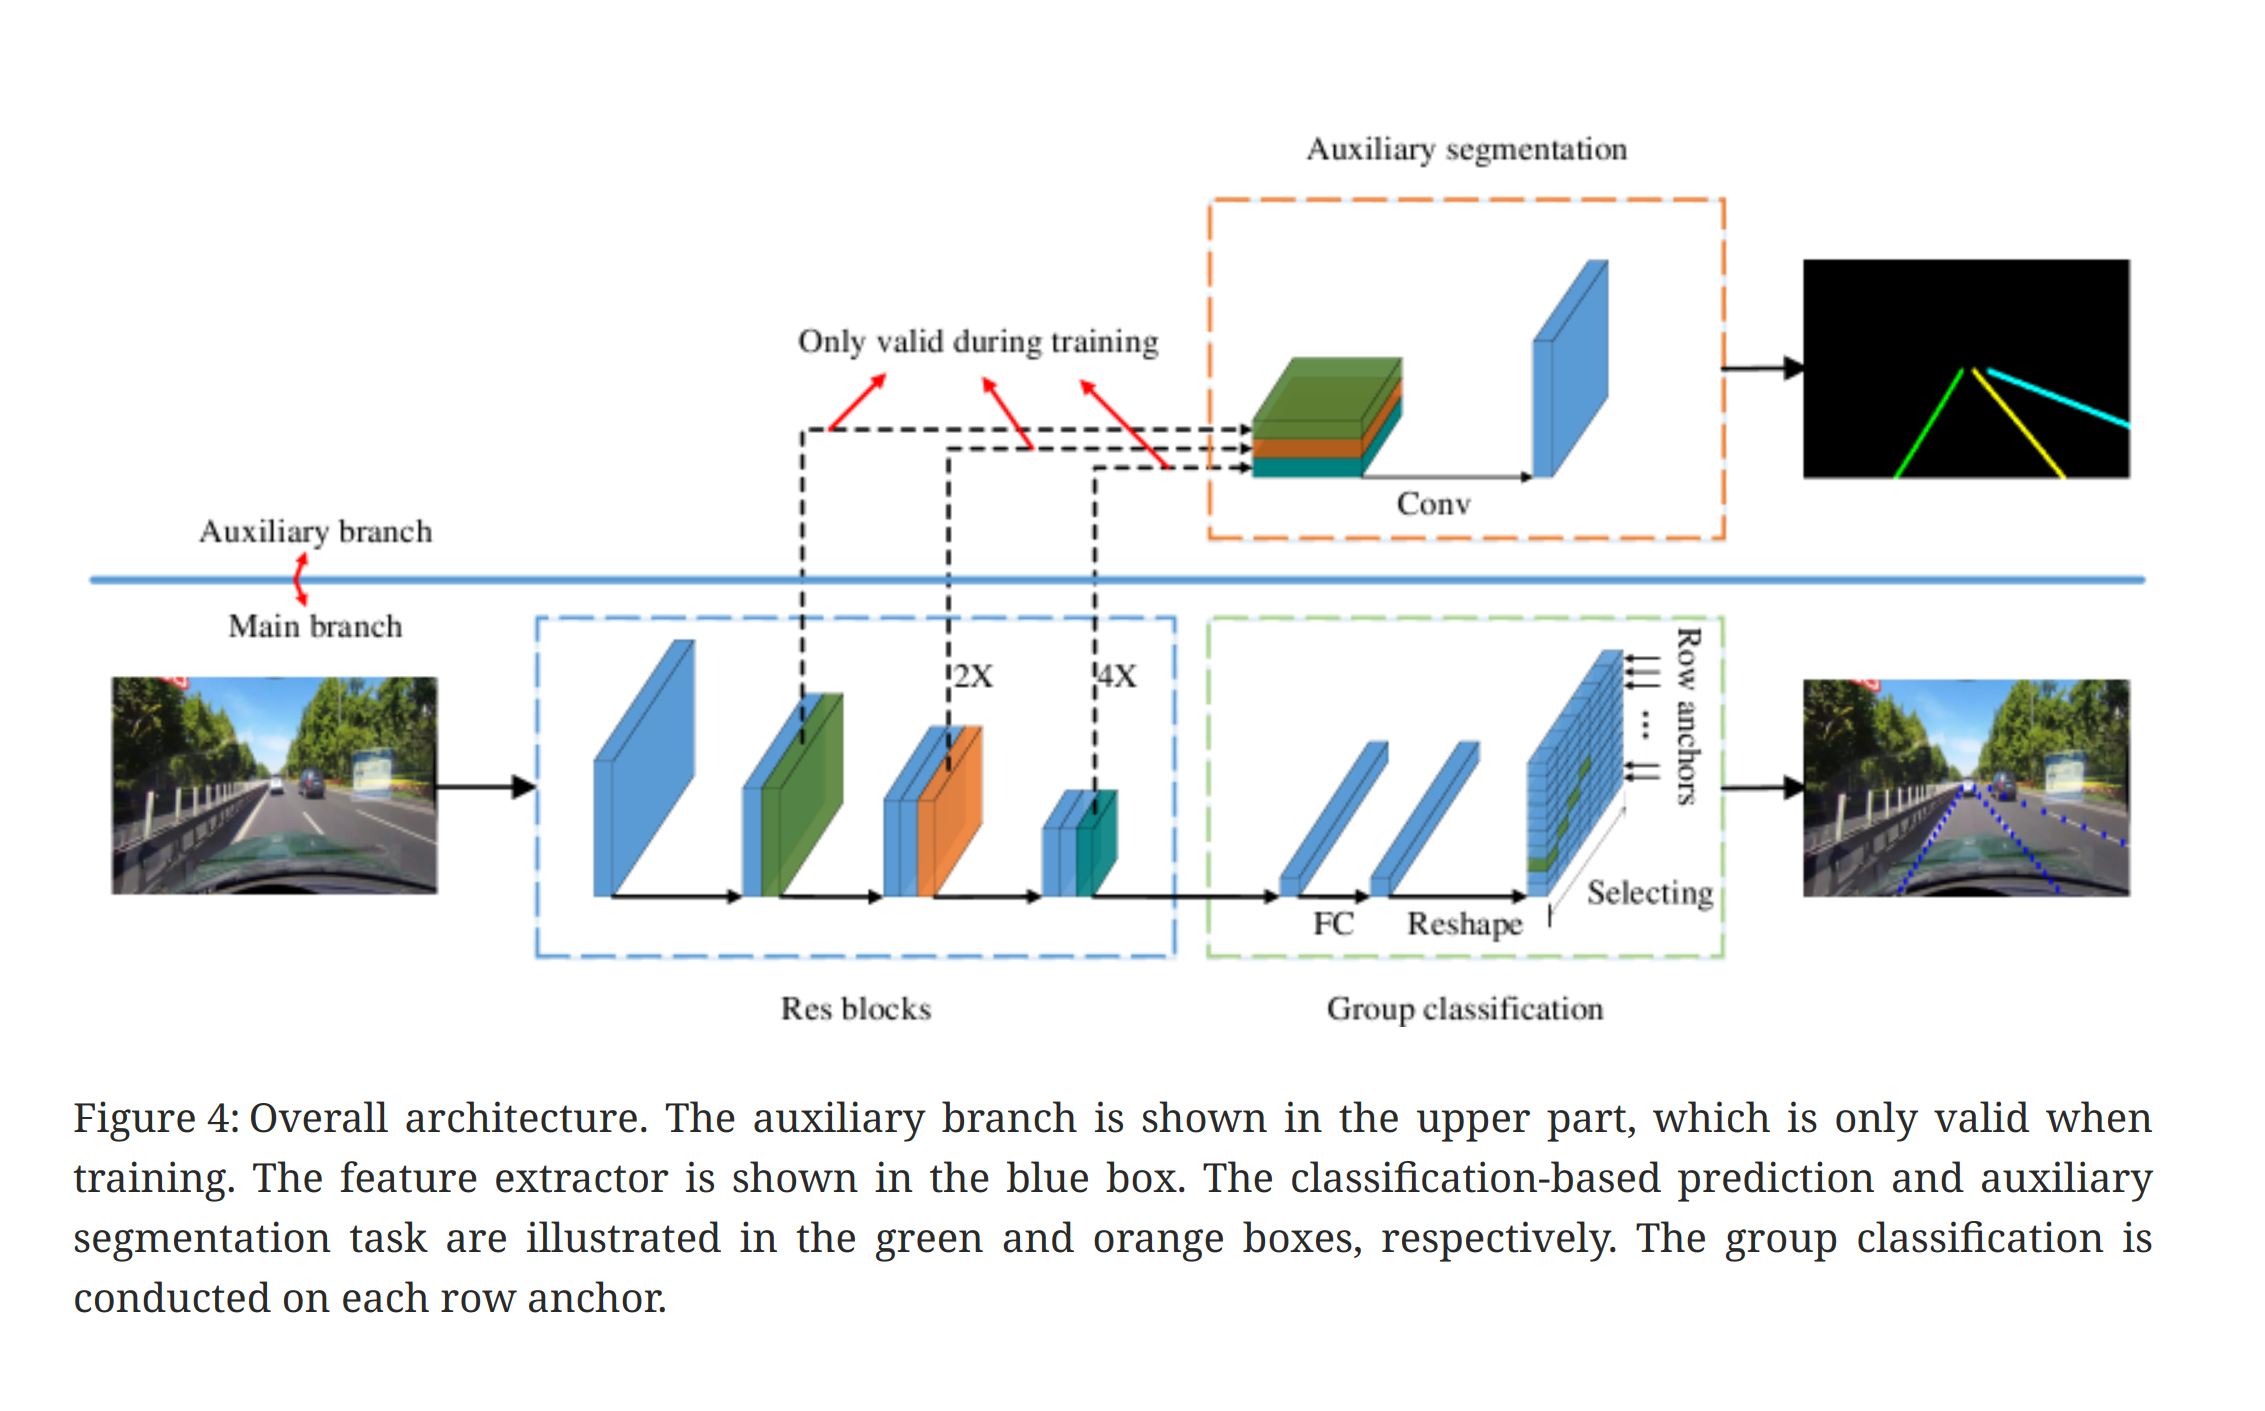 Auxiliary segmentation
Only valid during training
Conv
Auxiliary branch
Main branch
2X
4X
Row anchors
Selecting
FC
Reshape
Res blocks
Group classification
Figure 4: Overall architecture. The auxiliary branch is shown in the upper part, which is only valid when
training. The feature extractor is shown in the blue box. The classification-based prediction and auxiliary
segmentation task are illustrated in the green and orange boxes, respectively. The group classification is
conducted on each row anchor.